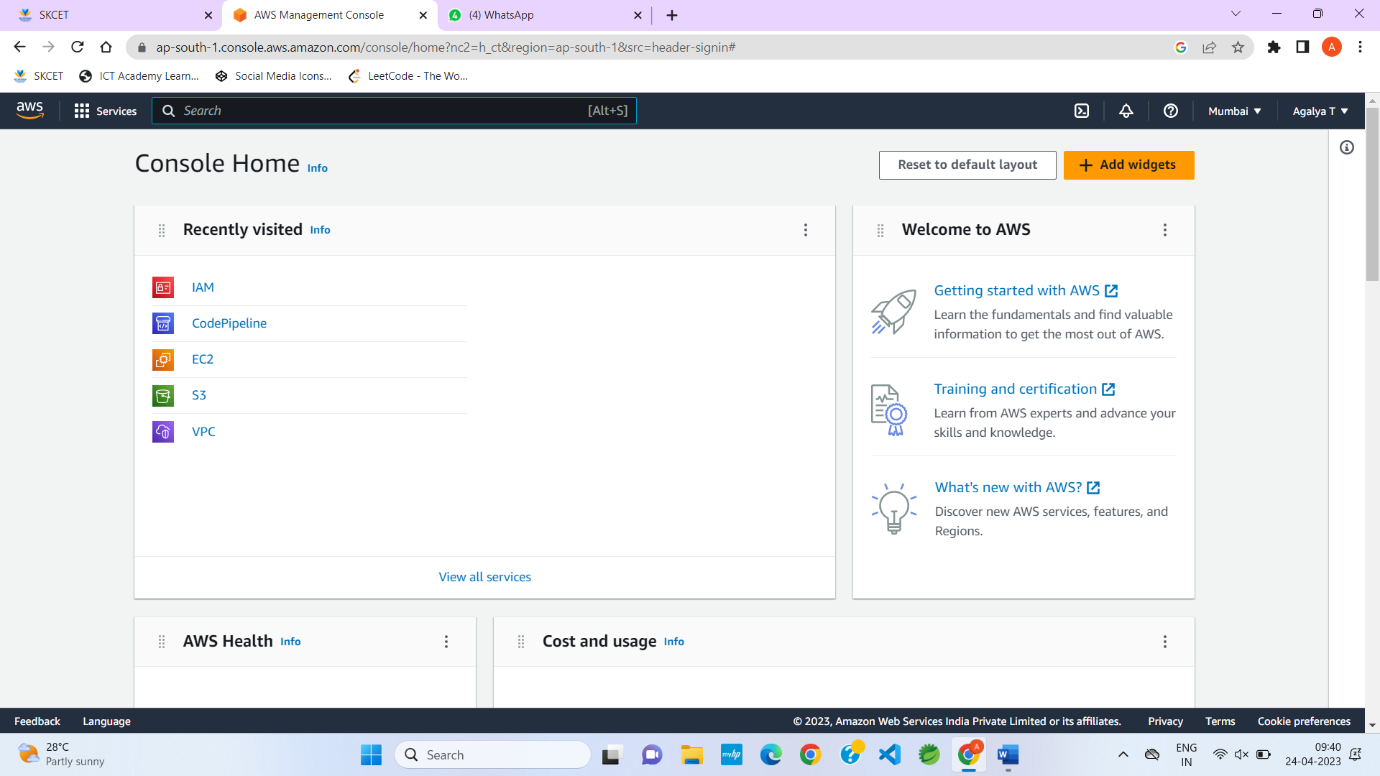 SKCET
AWS Management Console
(4) WhatsApp
ap-south-1.console.aws.amazon.com/console/home?nc2=h_ct&region=ap-south-1&src=header-signin#
A
SKCET
ICT Academy Learn...
Social Media Icons...
LeetCode - The Wo...
aws
Services
Search
[Alt+S]
Mumbai
Agalya T
Console Home Info
Reset to default layout
Add widgets
Recently visited Info
IAM
CodePipeline
EC2
S3
VPC
View all services
Welcome to AWS
Getting started with AWS
Learn the fundamentals and find valuable
information to get the most out of AWS.
Training and certification
Learn from AWS experts and advance your
skills and knowledge.
What's new with AWS?
Discover new AWS services, features, and
Regions.
AWS Health Info
Cost and usage Info
Feedback
Language
© 2023, Amazon Web Services India Private Limited or its affiliates.
Privacy
Terms
Cookie preferences
28°C
Partly sunny
Search
myhp
A
ENG
IN
09:40
24-04-2023